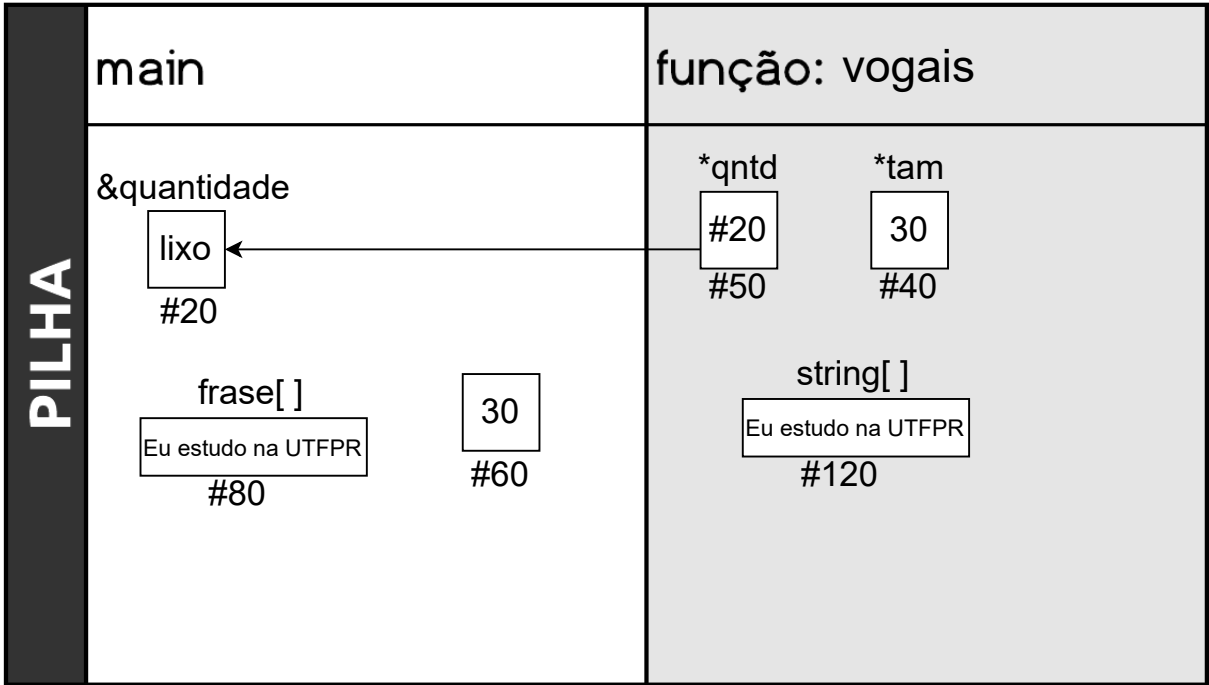 PILHA
main
função: vogais
&quantidade
lixo
#20
frase[ ]
Eu estudo na UTFPR
#80
30
#60
*qntd
#20
#50
*tam
30
#40
string[ ]
Eu estudo na UTFPR
#120